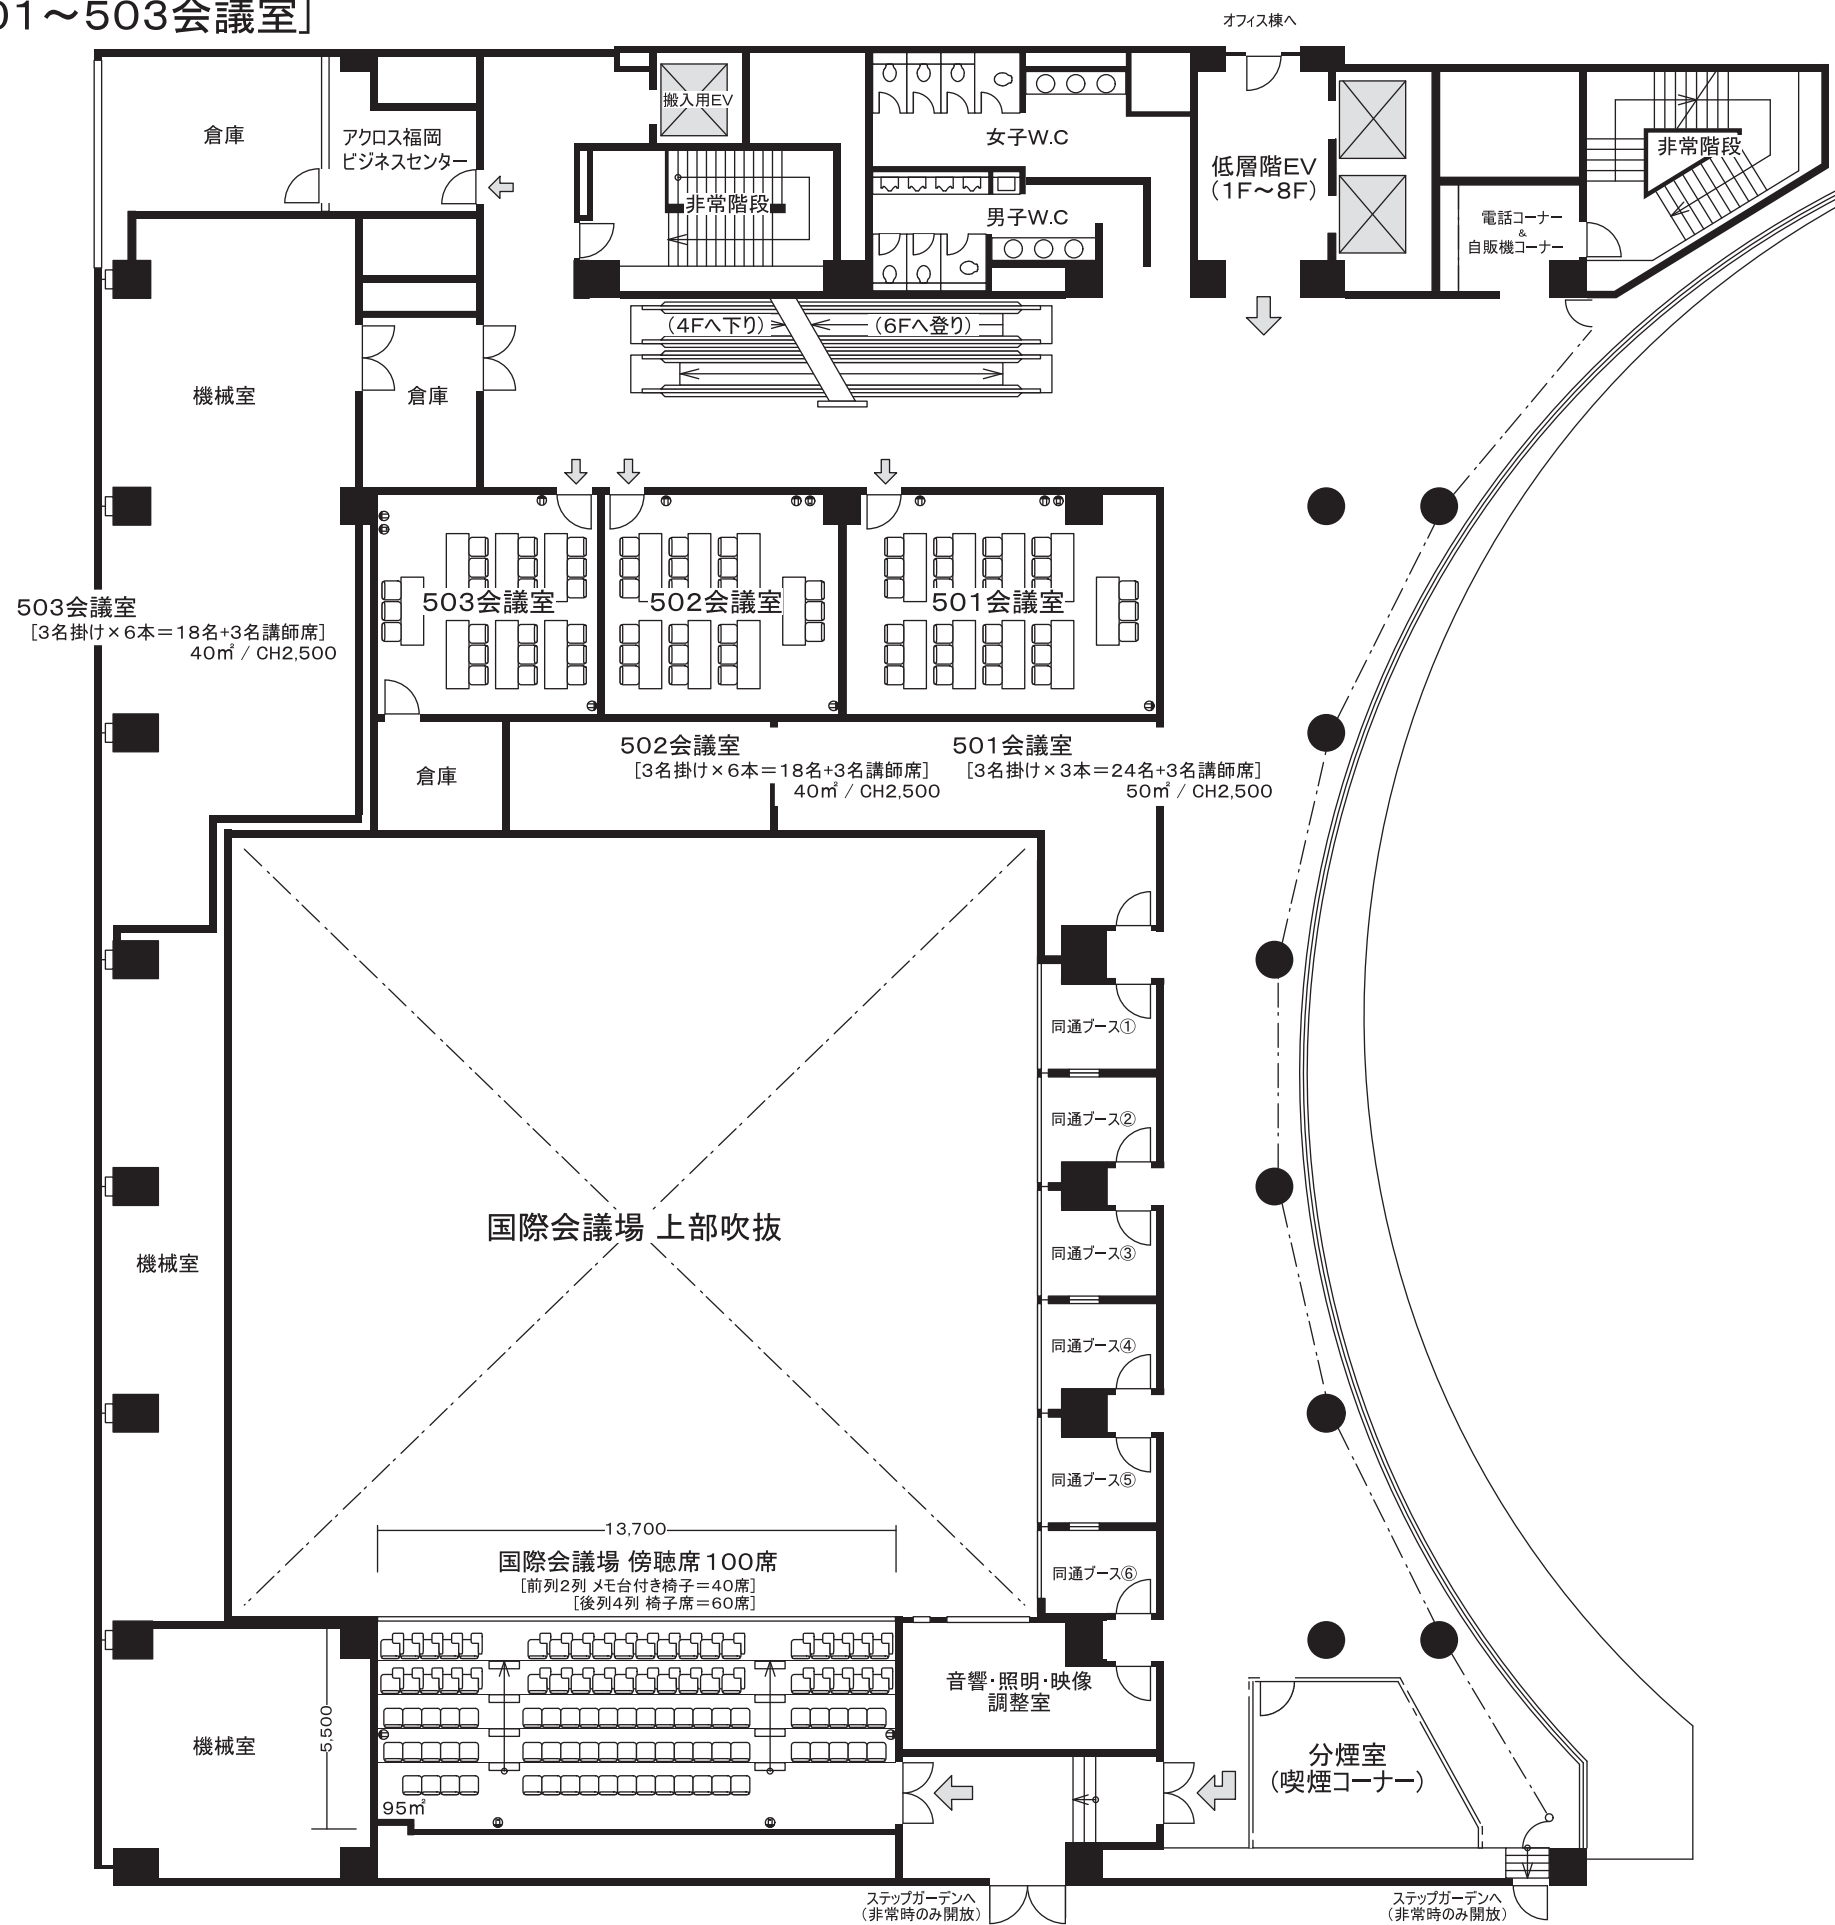 01～503会議室］
オフィス棟へ
搬入用EV
倉庫
アクロス福岡
ビジネスセンター
女子W.C
低層階EV
（1F～8F）
非常階段
非常階段
男子W.C
電話コーナー
&
自販機コーナー
（4Fへ下り）
（6Fへ登り）
機械室
倉庫
503会議室
502会議室
501会議室
503会議室
［3名掛け×6本＝18名+3名講師席］
40㎡ / CH2,500
502会議室
［3名掛け×6本＝18名+3名講師席］
40㎡ / CH2,500
501会議室
［3名掛け×3本＝24名+3名講師席］
50㎡ / CH2,500
倉庫
同通ブース①
同通ブース②
国際会議場 上部吹抜
機械室
同通ブース③
同通ブース④
同通ブース⑤
同通ブース⑥
13,700
国際会議場 傍聴席100席
［前列2列 メモ台付き椅子＝40席］
［後列4列 椅子席＝60席］
音響・照明・映像
調整室
機械室
5,500
95㎡
分煙室
（喫煙コーナー）
ステップガーデンへ
（非常時のみ開放）
ステップガーデンへ
（非常時のみ開放）